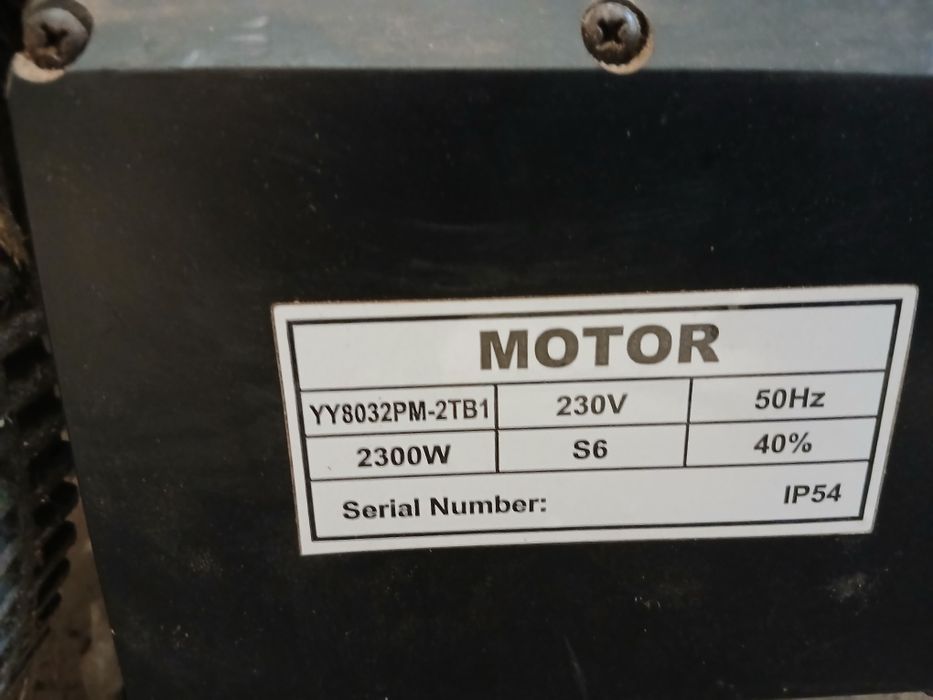 MOTOR
YY8032PM-2TB1 230V 50Hz
2300W S6 40%
Serial Number: IP54